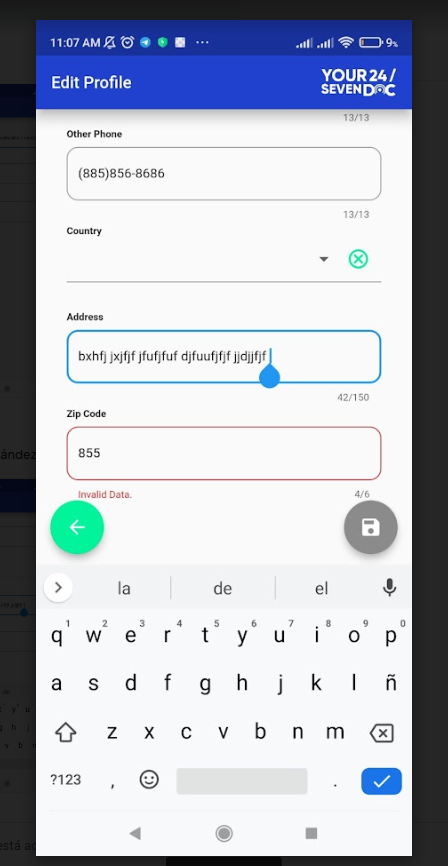 11:07 AM ... 9%
Edit Profile
YOUR 24/
SEVEN DOC
13/13
Other Phone
(885)856-8686
13/13
Country
Address
bxhfj jxjfjf jfufjfuf djfuufjfjf jjdjjfjf
42/150
Zip Code
855
Invalid Data.
4/6
la de el
q1 w2 e3 r4 t5 y6 u7 i8 o9 p0
a s d f g h j k l ñ
z x c v b n m
?123 , .
ández
está ac